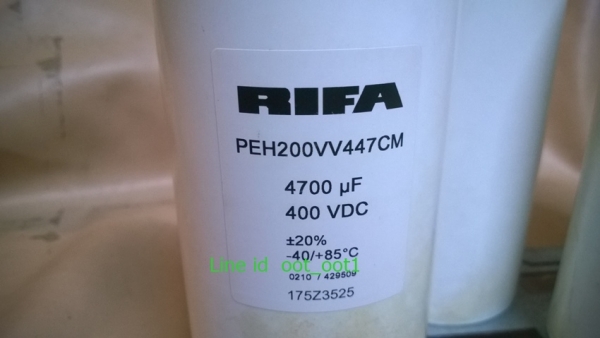 RIFA
PEH200VV447CM
4700 µF
400 VDC
±20%
-40/+85°C
Line id oot_oot1
0210 / 429509
175Z3525